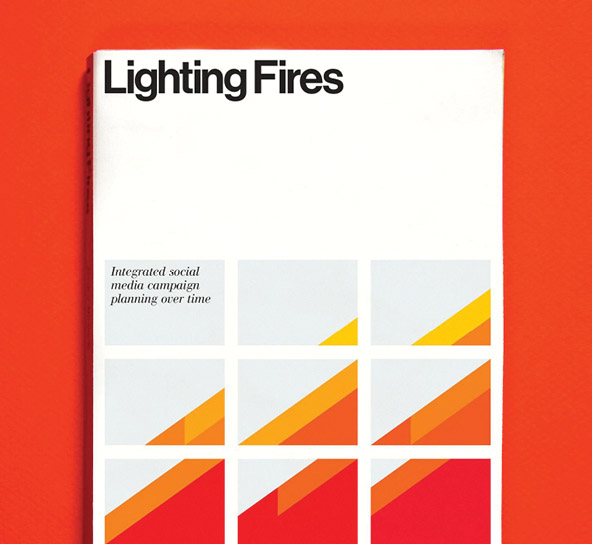 Lighting Fires
Integrated social
media campaign
planning over time